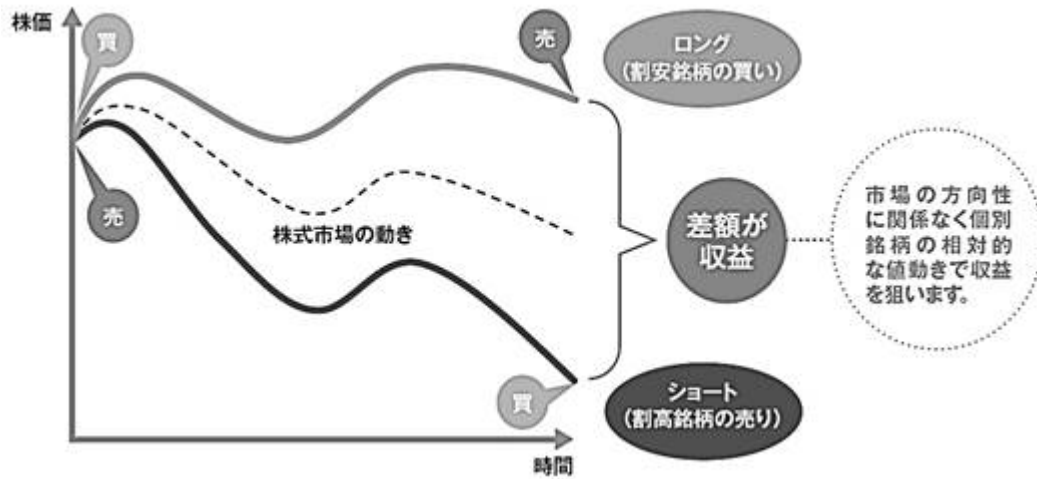 株価
買
売
ロング
(割安銘柄の買い)
売
株式市場の動き
差額が
収益
市場の方向性
に関係なく個別
銘柄の相対的
な値動きで収益
を狙います。
買
ショート
(割高銘柄の売り)
時間